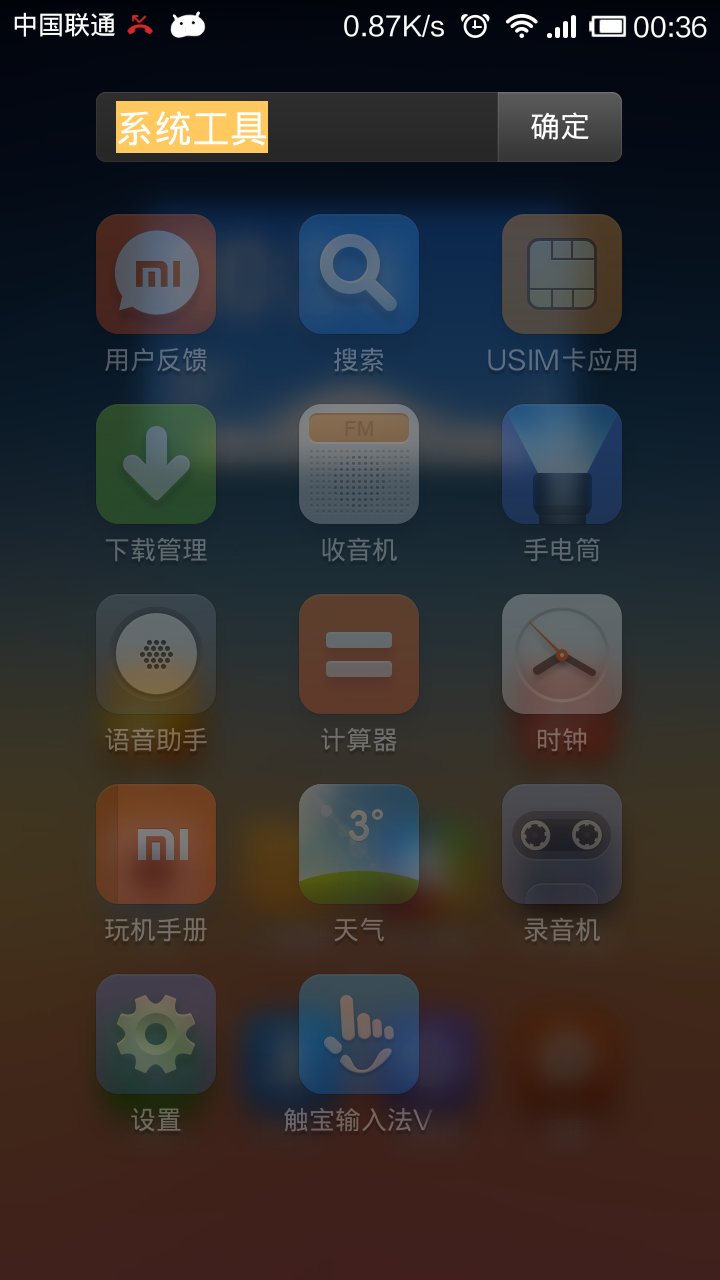 中国联通 0.87K/s 00:36
系统工具 确定
用户反馈 搜索 USIM卡应用
FM
下载管理 收音机 手电筒
语音助手 计算器 时钟
3°
玩机手册 天气 录音机
设置 触宝输入法V